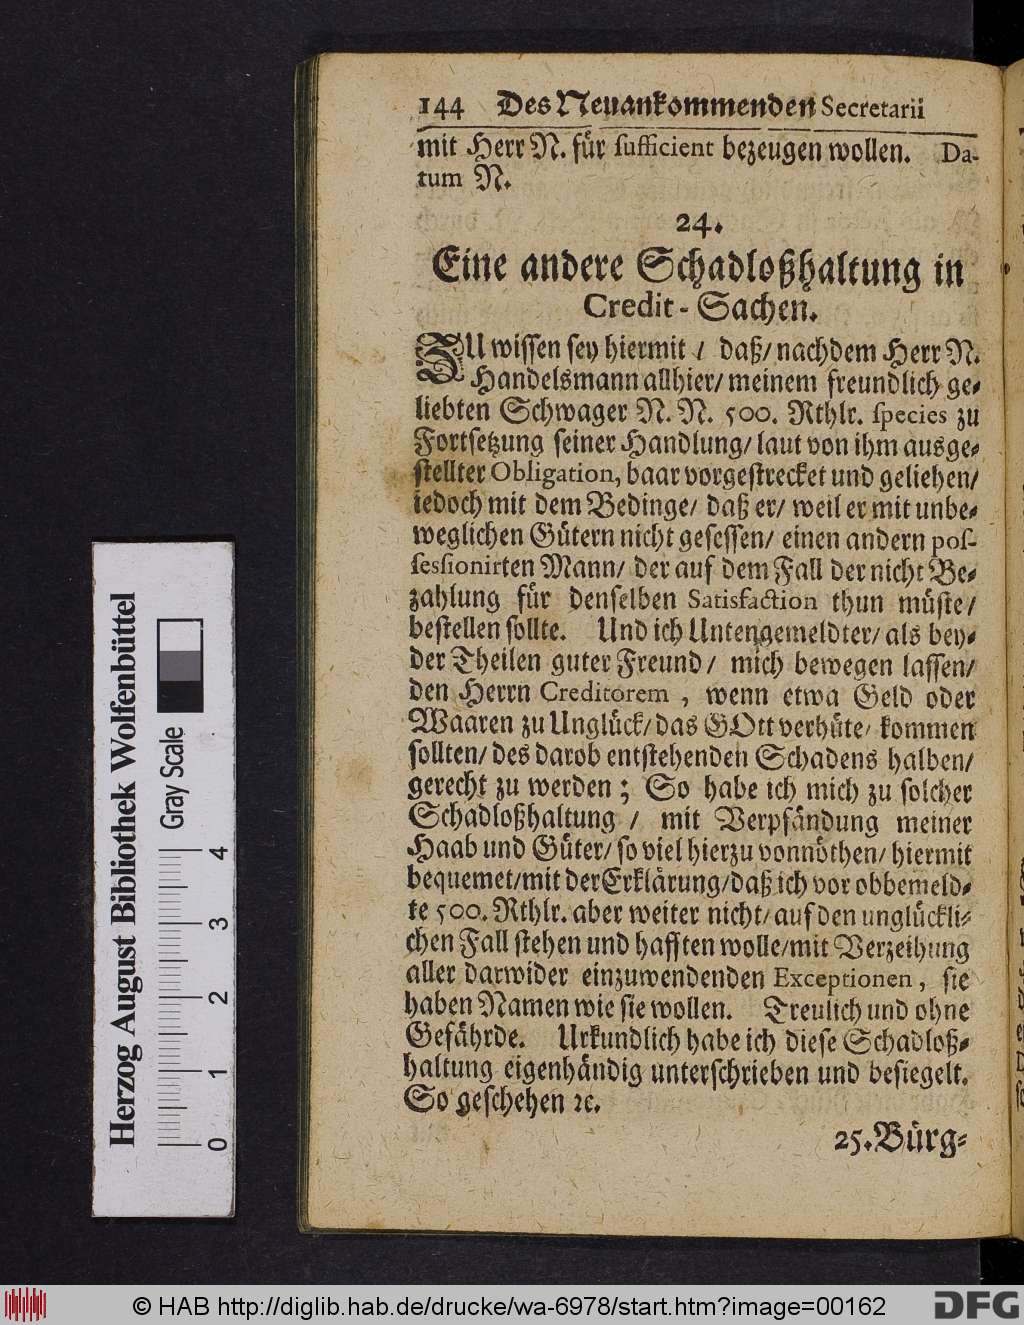 144 Des Neuankommenden Secretarii
mit Herr N. für sufficient bezeugen wollen. Da-
tum N.
24.
Eine andere Schadloßhaltung in
Credit-Sachen.
ZU wissen sey hiermit / daß / nachdem Herr N.
Handelsmann allhier / meinem freundlich ge-
liebten Schwager N. N. 500. Rthlr. species zu
Fortsetzung seiner Handlung / laut von ihm ausge-
stellter Obligation, baar vorgestrecket und geliehen /
iedoch mit dem Bedinge / daß er / weil er mit unbe-
weglichen Gütern nicht gesessen / einen andern pos-
sessionirten Mann / der auf dem Fall der nicht Be-
zahlung für denselben Satisfaction thun müste /
bestellen sollte. Und ich Untengemeldter / als bey-
der Theilen guter Freund / mich bewegen lassen /
den Herrn Creditorem , wenn etwa Geld oder
Waaren zu Unglück / das GOtt verhüte / kommen
sollten / des darob entstehenden Schadens halben /
gerecht zu werden ; So habe ich mich zu solcher
Schadloßhaltung / mit Verpfändung meiner
Haab und Güter / so viel hierzu vonnöthen / hiermit
bequemet / mit der Erklärung / daß ich vor obbemeld-
te 500. Rthlr. aber weiter nicht / auf den unglückli-
chen Fall stehen und hafften wolle / mit Verzeihung
aller darwider einzuwendenden Exceptionen, sie
haben Namen wie sie wollen. Treulich und ohne
Gefährde. Urkundlich habe ich diese Schadloß-
haltung eigenhändig unterschrieben und besiegelt.
So geschehen ꝛc.
25. Bürg-
Herzog August Bibliothek Wolfenbüttel
Gray Scale
4 3 2 1 0
© HAB http://diglib.hab.de/drucke/wa-6978/start.htm?image=00162
DFG